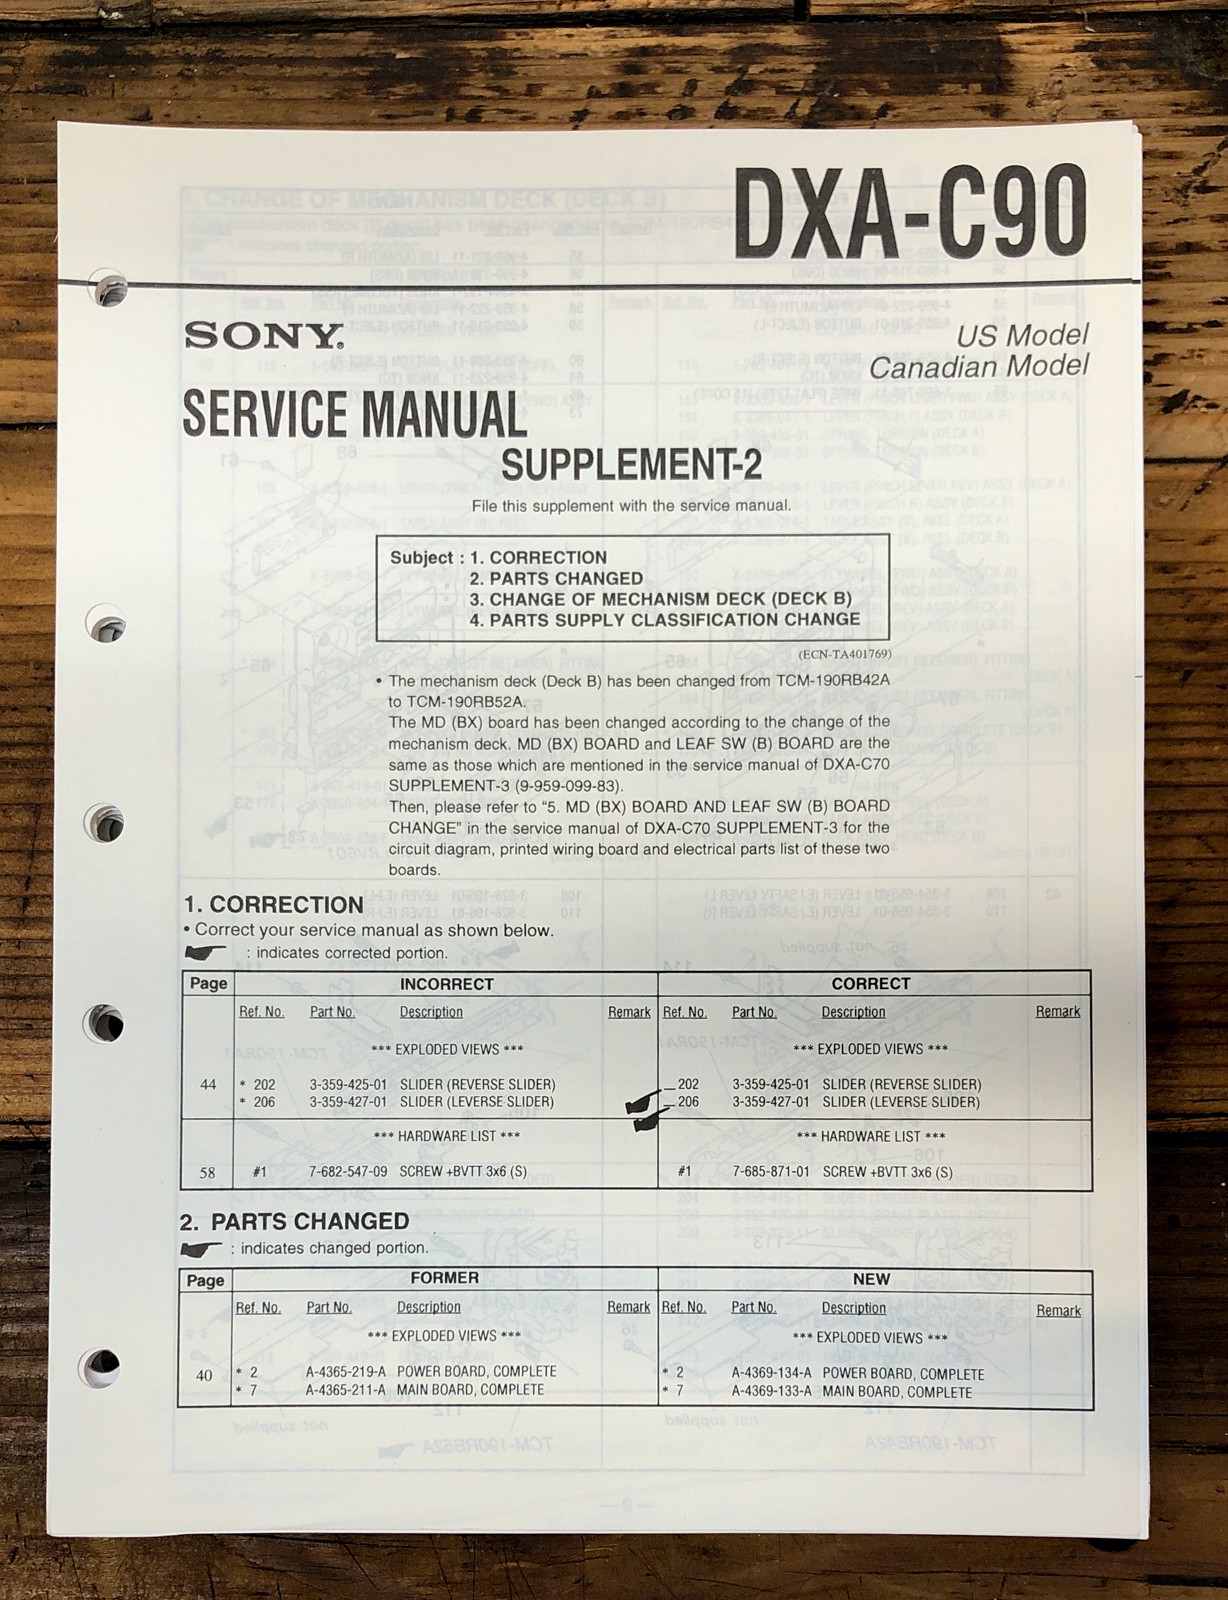 DXA-C90
SONY.
US Model
Canadian Model
SERVICE MANUAL
SUPPLEMENT-2
File this supplement with the service manual.
Subject : 1. CORRECTION
2. PARTS CHANGED
3. CHANGE OF MECHANISM DECK (DECK B)
4. PARTS SUPPLY CLASSIFICATION CHANGE
(ECN-TA401769)
• The mechanism deck (Deck B) has been changed from TCM-190RB42A
to TCM-190RB52A.
The MD (BX) board has been changed according to the change of the
mechanism deck. MD (BX) BOARD and LEAF SW (B) BOARD are the
same as those which are mentioned in the service manual of DXA-C70
SUPPLEMENT-3 (9-959-099-83).
Then, please refer to “5. MD (BX) BOARD AND LEAF SW (B) BOARD
CHANGE” in the service manual of DXA-C70 SUPPLEMENT-3 for the
circuit diagram, printed wiring board and electrical parts list of these two
boards.
1. CORRECTION
• Correct your service manual as shown below.
: indicates corrected portion.
Page INCORRECT CORRECT
Ref. No. Part No. Description Remark Ref. No. Part No. Description Remark
*** EXPLODED VIEWS *** *** EXPLODED VIEWS ***
44 * 202 3-359-425-01 SLIDER (REVERSE SLIDER) _ 202 3-359-425-01 SLIDER (REVERSE SLIDER)
* 206 3-359-427-01 SLIDER (LEVERSE SLIDER) _ 206 3-359-427-01 SLIDER (LEVERSE SLIDER)
*** HARDWARE LIST *** *** HARDWARE LIST ***
58 #1 7-682-547-09 SCREW +BVTT 3x6 (S) #1 7-685-871-01 SCREW +BVTT 3x6 (S)
2. PARTS CHANGED
: indicates changed portion.
Page FORMER NEW
Ref. No. Part No. Description Remark Ref. No. Part No. Description Remark
*** EXPLODED VIEWS *** *** EXPLODED VIEWS ***
40 * 2 A-4365-219-A POWER BOARD, COMPLETE * 2 A-4369-134-A POWER BOARD, COMPLETE
* 7 A-4365-211-A MAIN BOARD, COMPLETE * 7 A-4369-133-A MAIN BOARD, COMPLETE